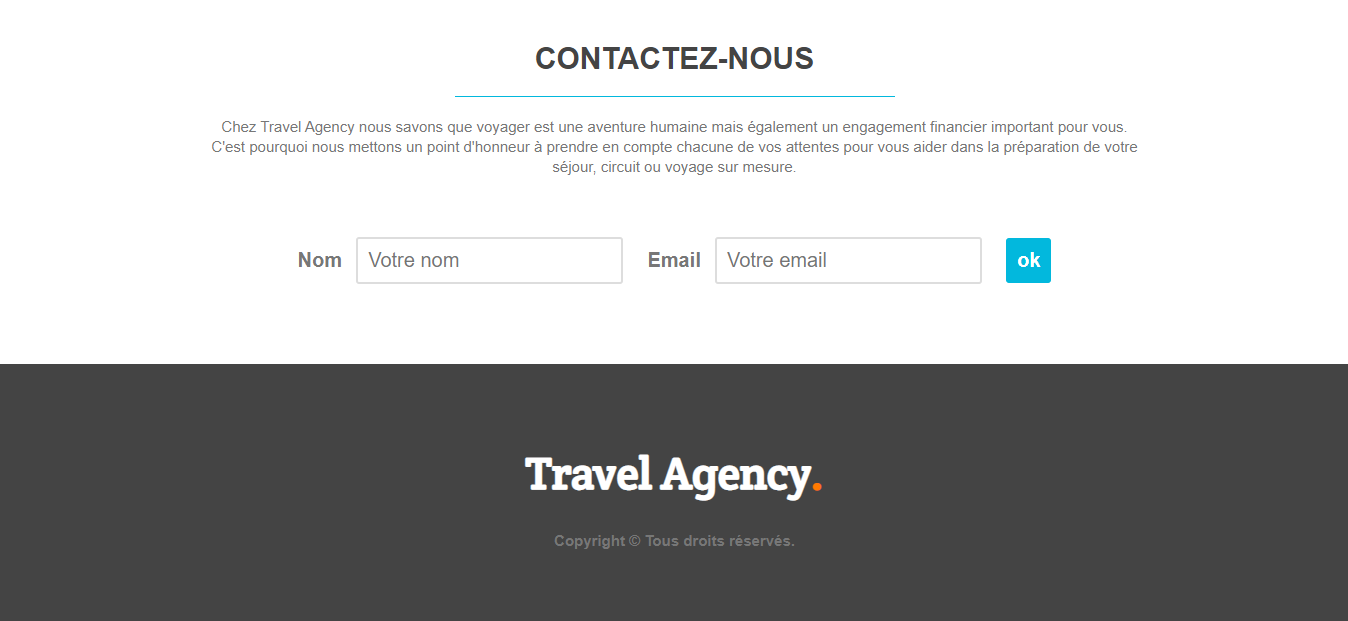 CONTACTEZ-NOUS
Chez Travel Agency nous savons que voyager est une aventure humaine mais également un engagement financier important pour vous.
C'est pourquoi nous mettons un point d'honneur à prendre en compte chacune de vos attentes pour vous aider dans la préparation de votre
séjour, circuit ou voyage sur mesure.
Nom Votre nom Email Votre email ok
Travel Agency.
Copyright © Tous droits réservés.